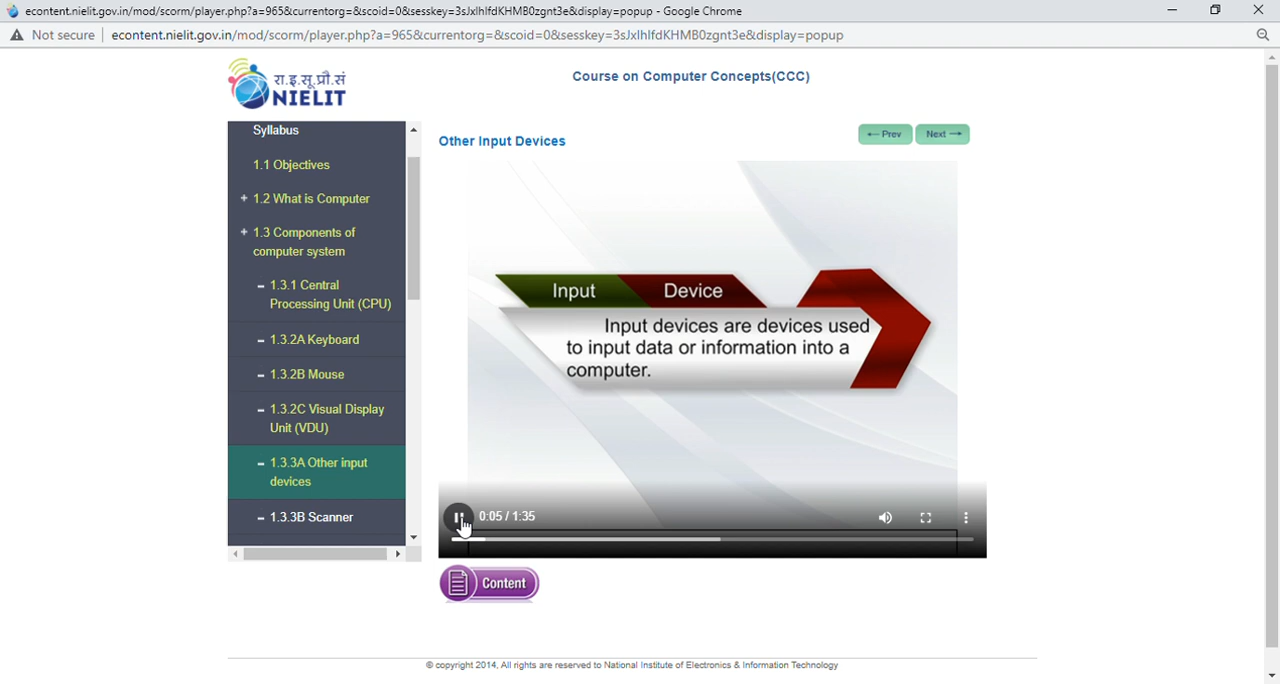 econtent.nielit.gov.in/mod/scorm/player.php?a=965&currentorg=&scoid=0&sesskey=3sJxlhlfdKHMB0zgnt3e&display=popup - Google Chrome
Not secure | econtent.nielit.gov.in/mod/scorm/player.php?a=965&currentorg=&scoid=0&sesskey=3sJxlhlfdKHMB0zgnt3e&display=popup
रा.इ.सू.प्रौ.सं
NIELIT
Course on Computer Concepts(CCC)
Syllabus
1.1 Objectives
+ 1.2 What is Computer
+ 1.3 Components of
computer system
- 1.3.1 Central
Processing Unit (CPU)
- 1.3.2A Keyboard
- 1.3.2B Mouse
- 1.3.2C Visual Display
Unit (VDU)
- 1.3.3A Other input
devices
- 1.3.3B Scanner
Other Input Devices
← Prev
Next →
Input Device
Input devices are devices used
to input data or information into a
computer.
0:05 / 1:35
Content
© copyright 2014, All rights are reserved to National Institute of Electronics & Information Technology